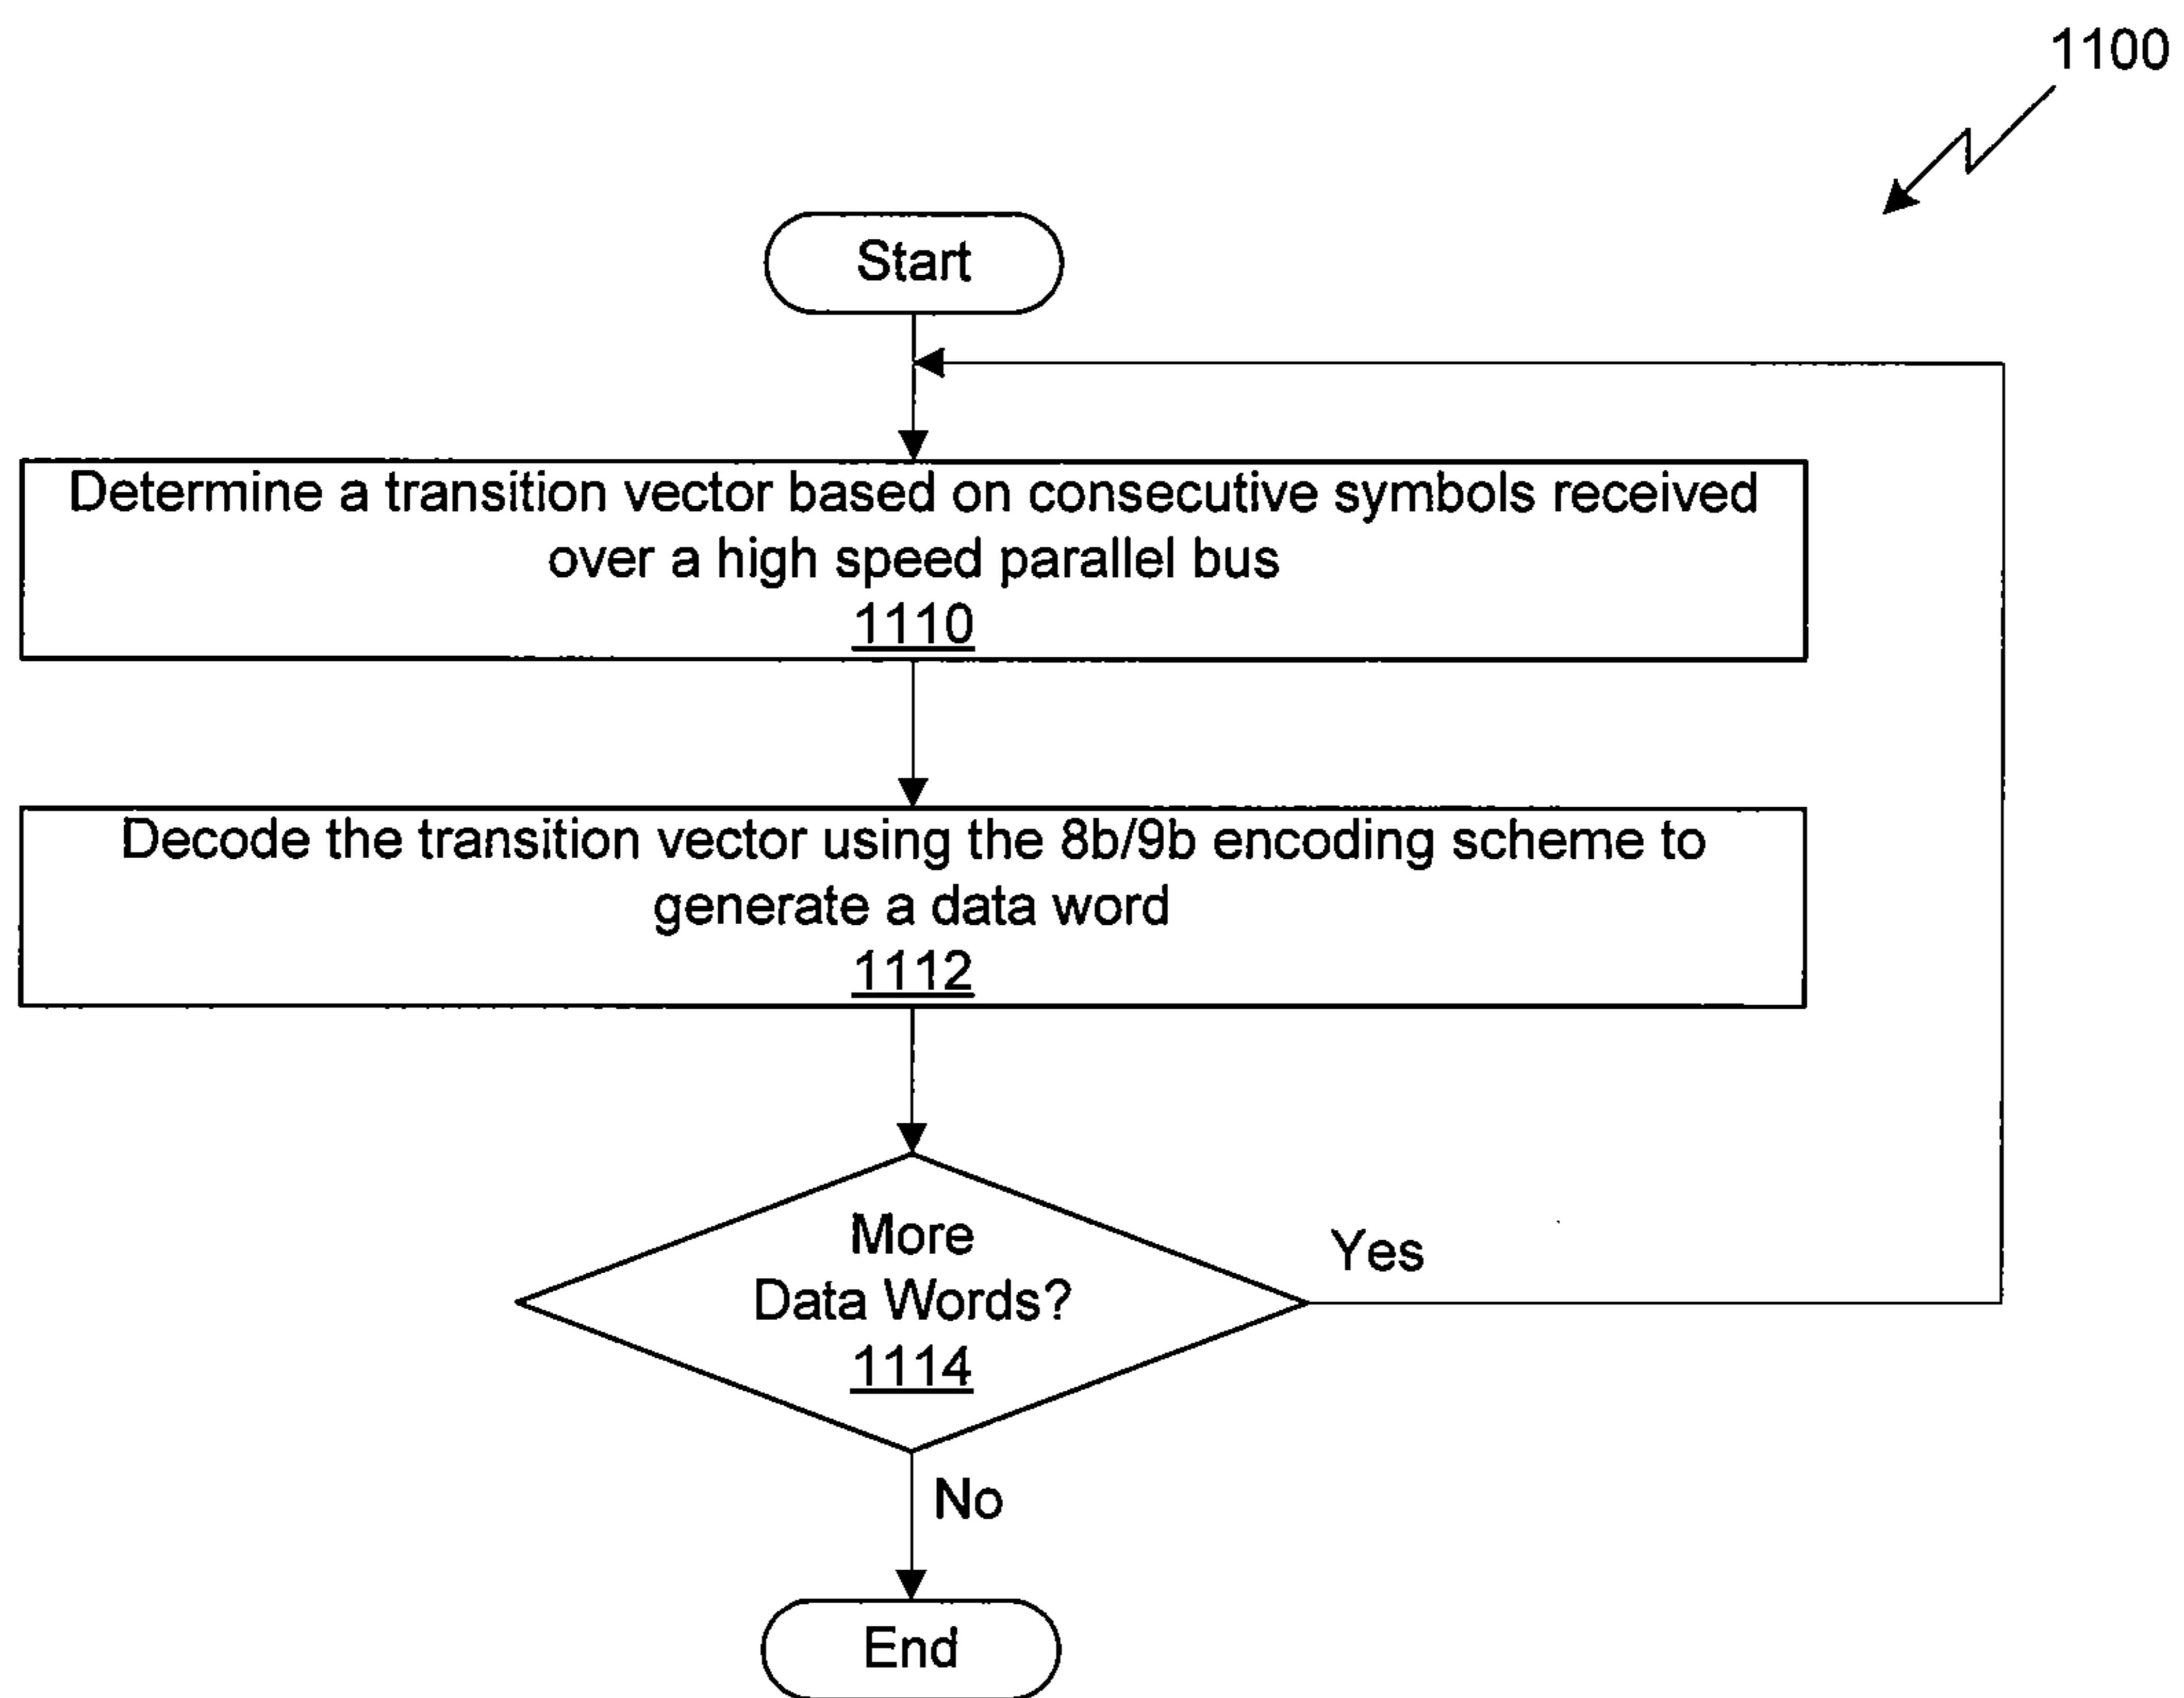 1100
Start
Determine a transition vector based on consecutive symbols received
over a high speed parallel bus
1110
Decode the transition vector using the 8b/9b encoding scheme to
generate a data word
1112
More
Data Words?
1114
Yes
No
End